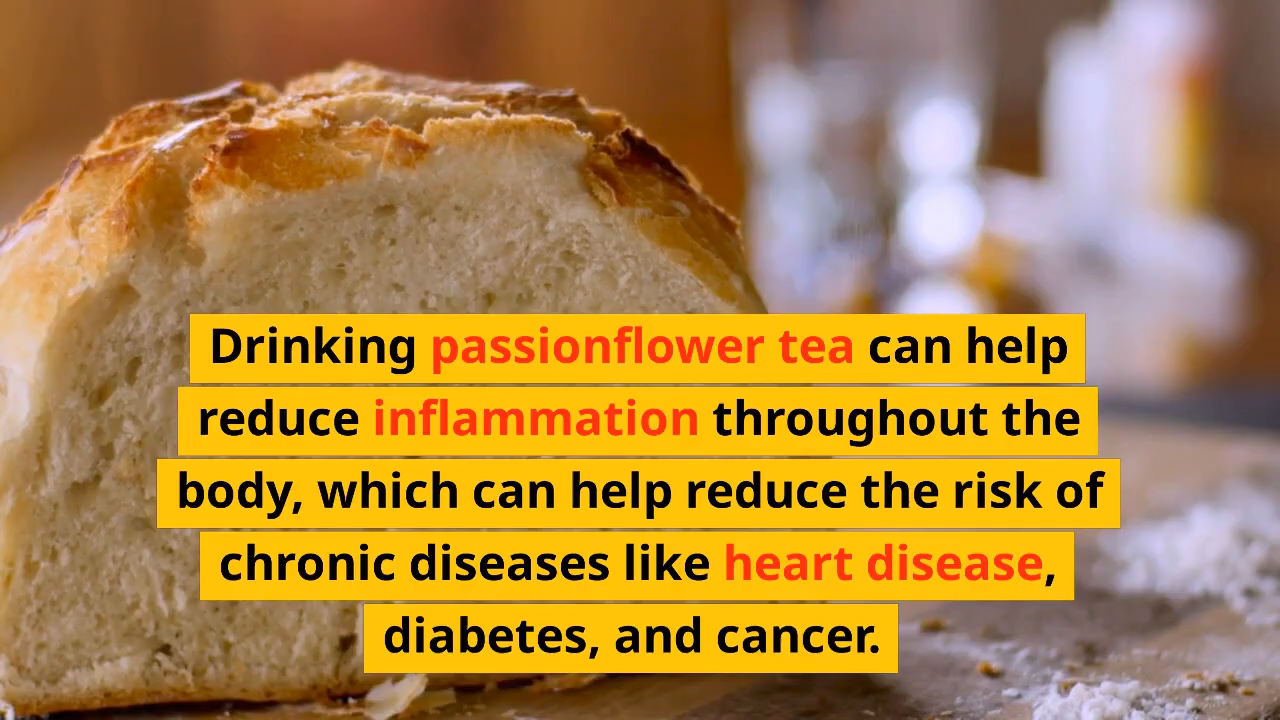 Drinking passionflower tea can help
reduce inflammation throughout the
body, which can help reduce the risk of
chronic diseases like heart disease,
diabetes, and cancer.